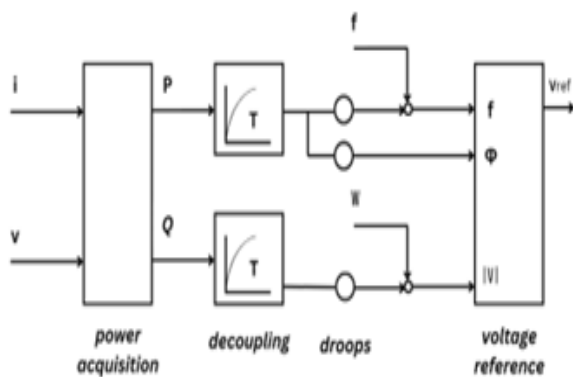 f
i
P
T
f
Vref
Φ
v
Q
T
W
|V|
power
acquisition
decoupling
droops
voltage
reference